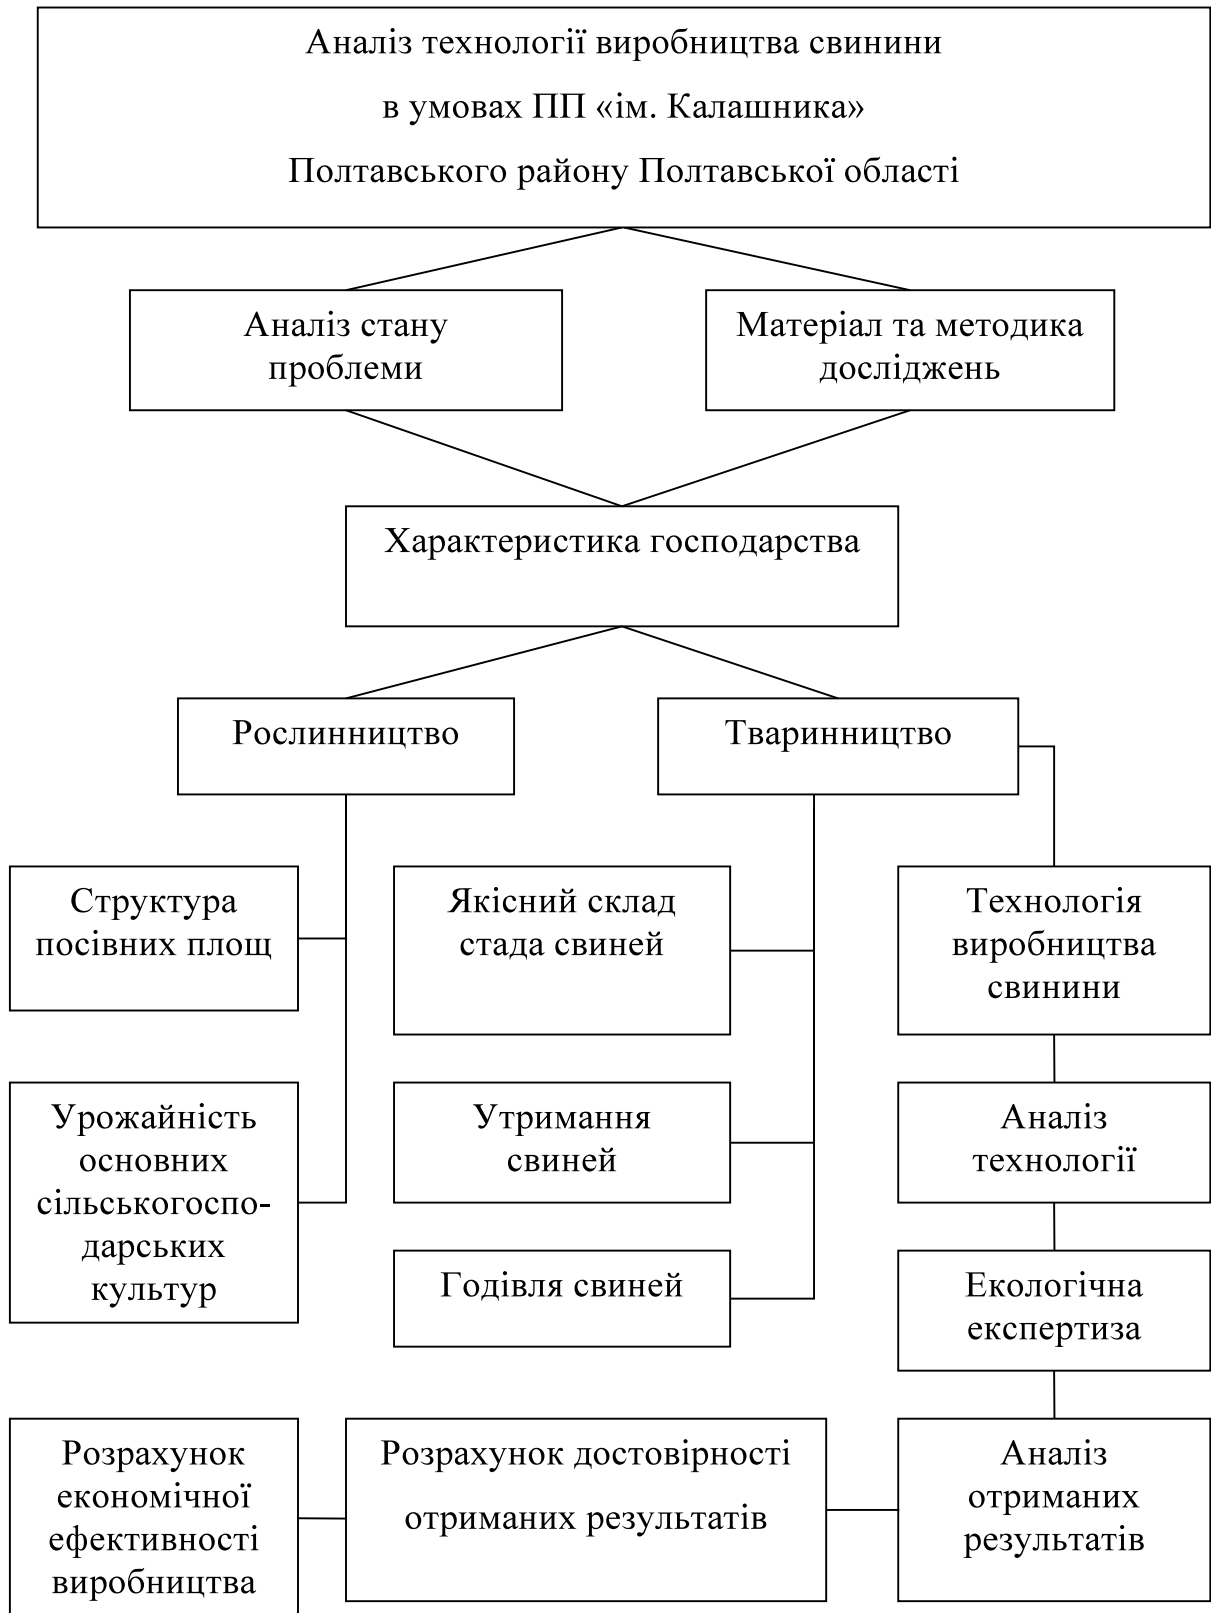 Аналіз технології виробництва свинини
в умовах ПП «ім. Калашника»
Полтавського району Полтавської області
Аналіз стану
проблеми
Матеріал та методика
досліджень
Характеристика господарства
Рослинництво
Тваринництво
Структура
посівних площ
Якісний склад
стада свиней
Технологія
виробництва
свинини
Урожайність
основних
сільськогоспо-
дарських
культур
Утримання
свиней
Аналіз
технології
Годівля свиней
Екологічна
експертиза
Розрахунок
економічної
ефективності
виробництва
Розрахунок достовірності
отриманих результатів
Аналіз
отриманих
результатів